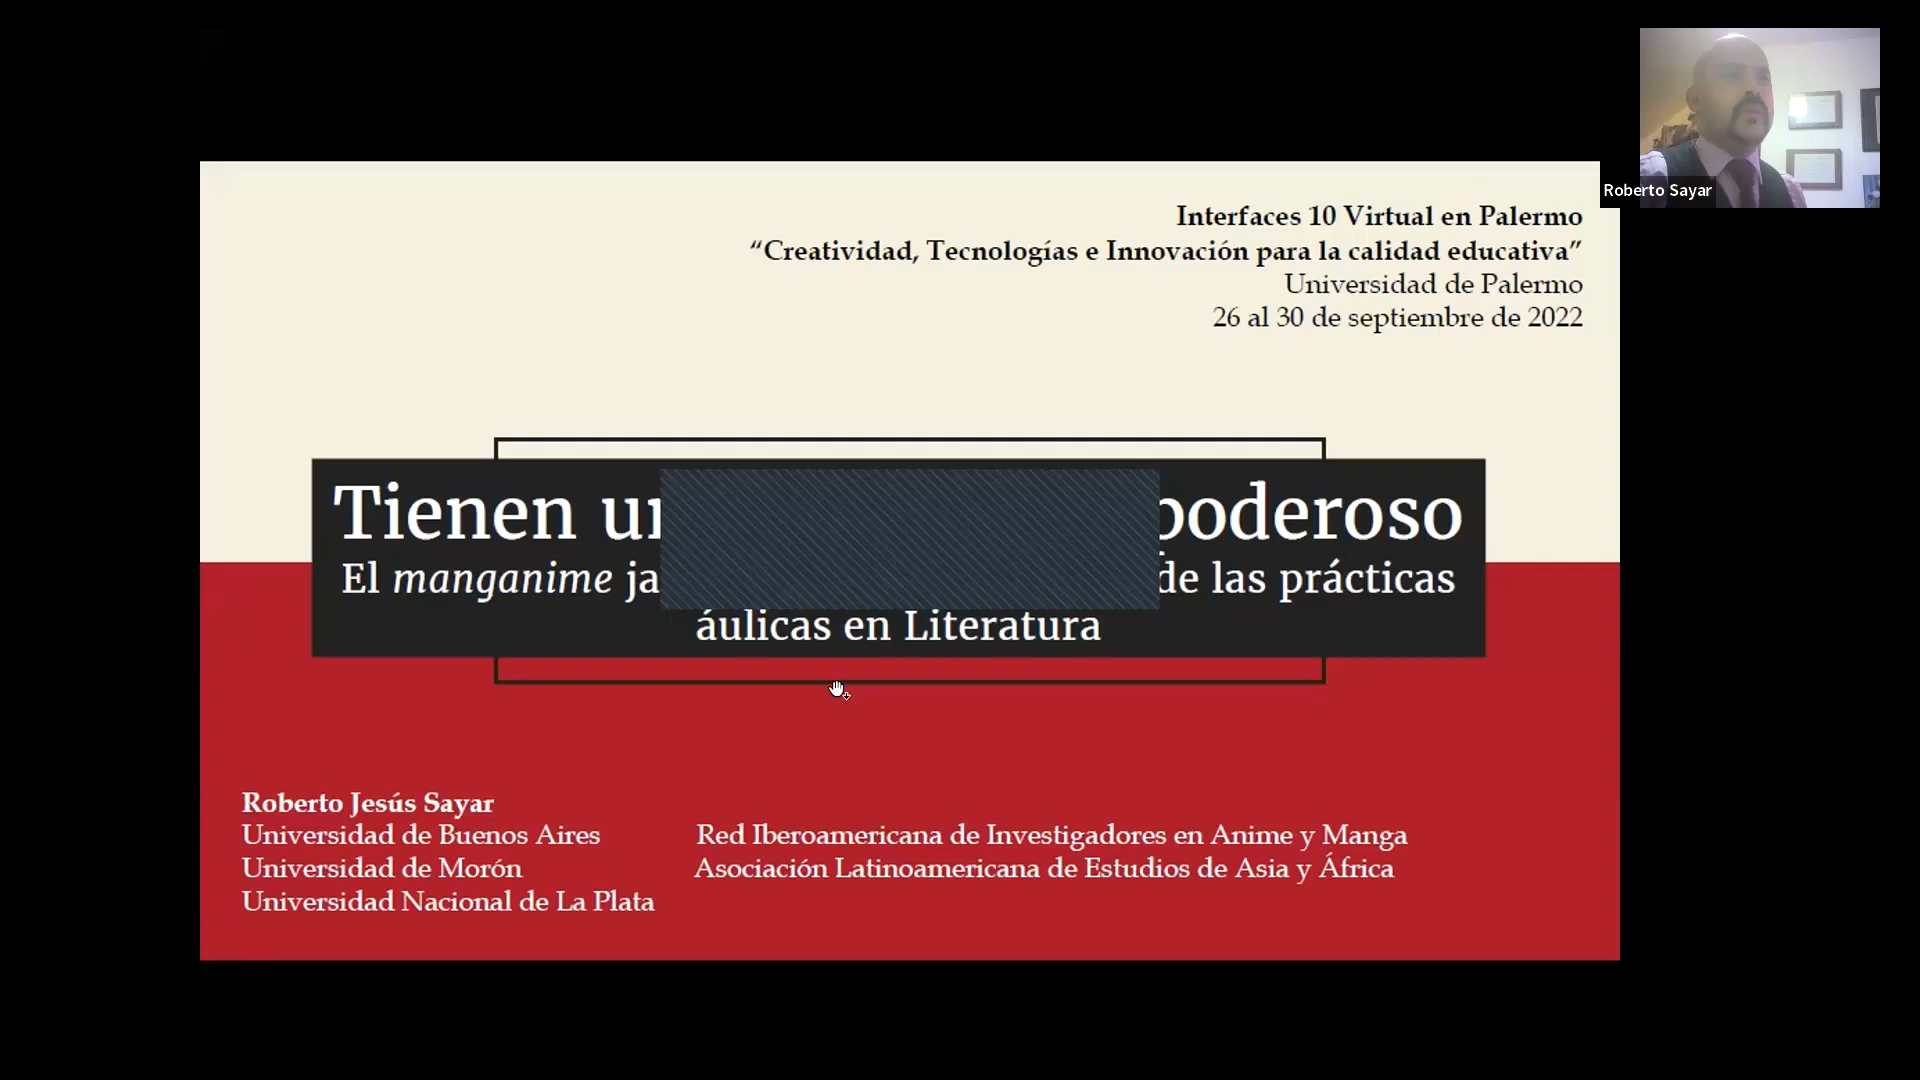 Roberto Sayar
Interfaces 10 Virtual en Palermo
“Creatividad, Tecnologías e Innovación para la calidad educativa”
Universidad de Palermo
26 al 30 de septiembre de 2022
Tienen poderoso
El manganime de las prácticas
áulicas en Literatura
Roberto Jesús Sayar
Universidad de Buenos Aires
Universidad de Morón
Universidad Nacional de La Plata
Red Iberoamericana de Investigadores en Anime y Manga
Asociación Latinoamericana de Estudios de Asia y África